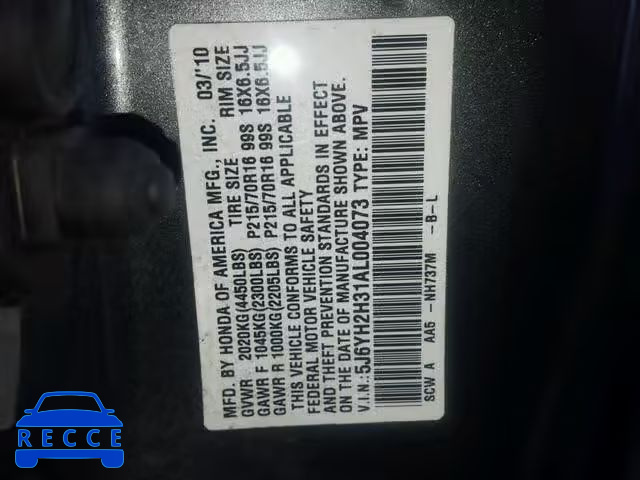 MFD. BY HONDA OF AMERICA MFG., INC. 03/'10
TIRE SIZE RIM SIZE
GVWR 2020KG(4450LBS)
GAWR F 1045KG(2300LBS) P215/70R16 99S 16X6.5JJ
GAWR R 1000KG(2205LBS) P215/70R16 99S 16X6.5JJ
THIS VEHICLE CONFORMS TO ALL APPLICABLE
FEDERAL MOTOR VEHICLE SAFETY
AND THEFT PREVENTION STANDARDS IN EFFECT
ON THE DATE OF MANUFACTURE SHOWN ABOVE.
V.I.N.:5J6YH2H31AL004073 TYPE: MPV
SCW A AA5 -NH737M -B-L
RECCE